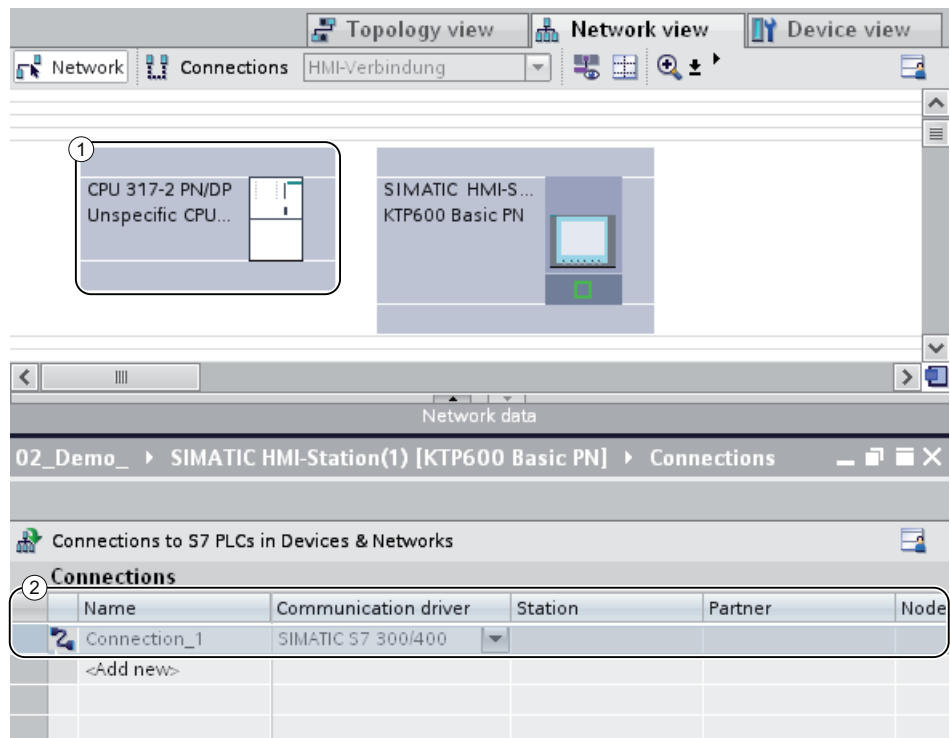 Topology view Network view Device view
Network Connections HMI-Verbindung
1
CPU 317-2 PN/DP
Unspecific CPU...
SIMATIC HMI-S...
KTP600 Basic PN
Network data
02_Demo_ SIMATIC HMI-Station(1) [KTP600 Basic PN] Connections
Connections to S7 PLCs in Devices & Networks
Connections
2
Name Communication driver Station Partner Node
Connection_1 SIMATIC S7 300/400
<Add new>